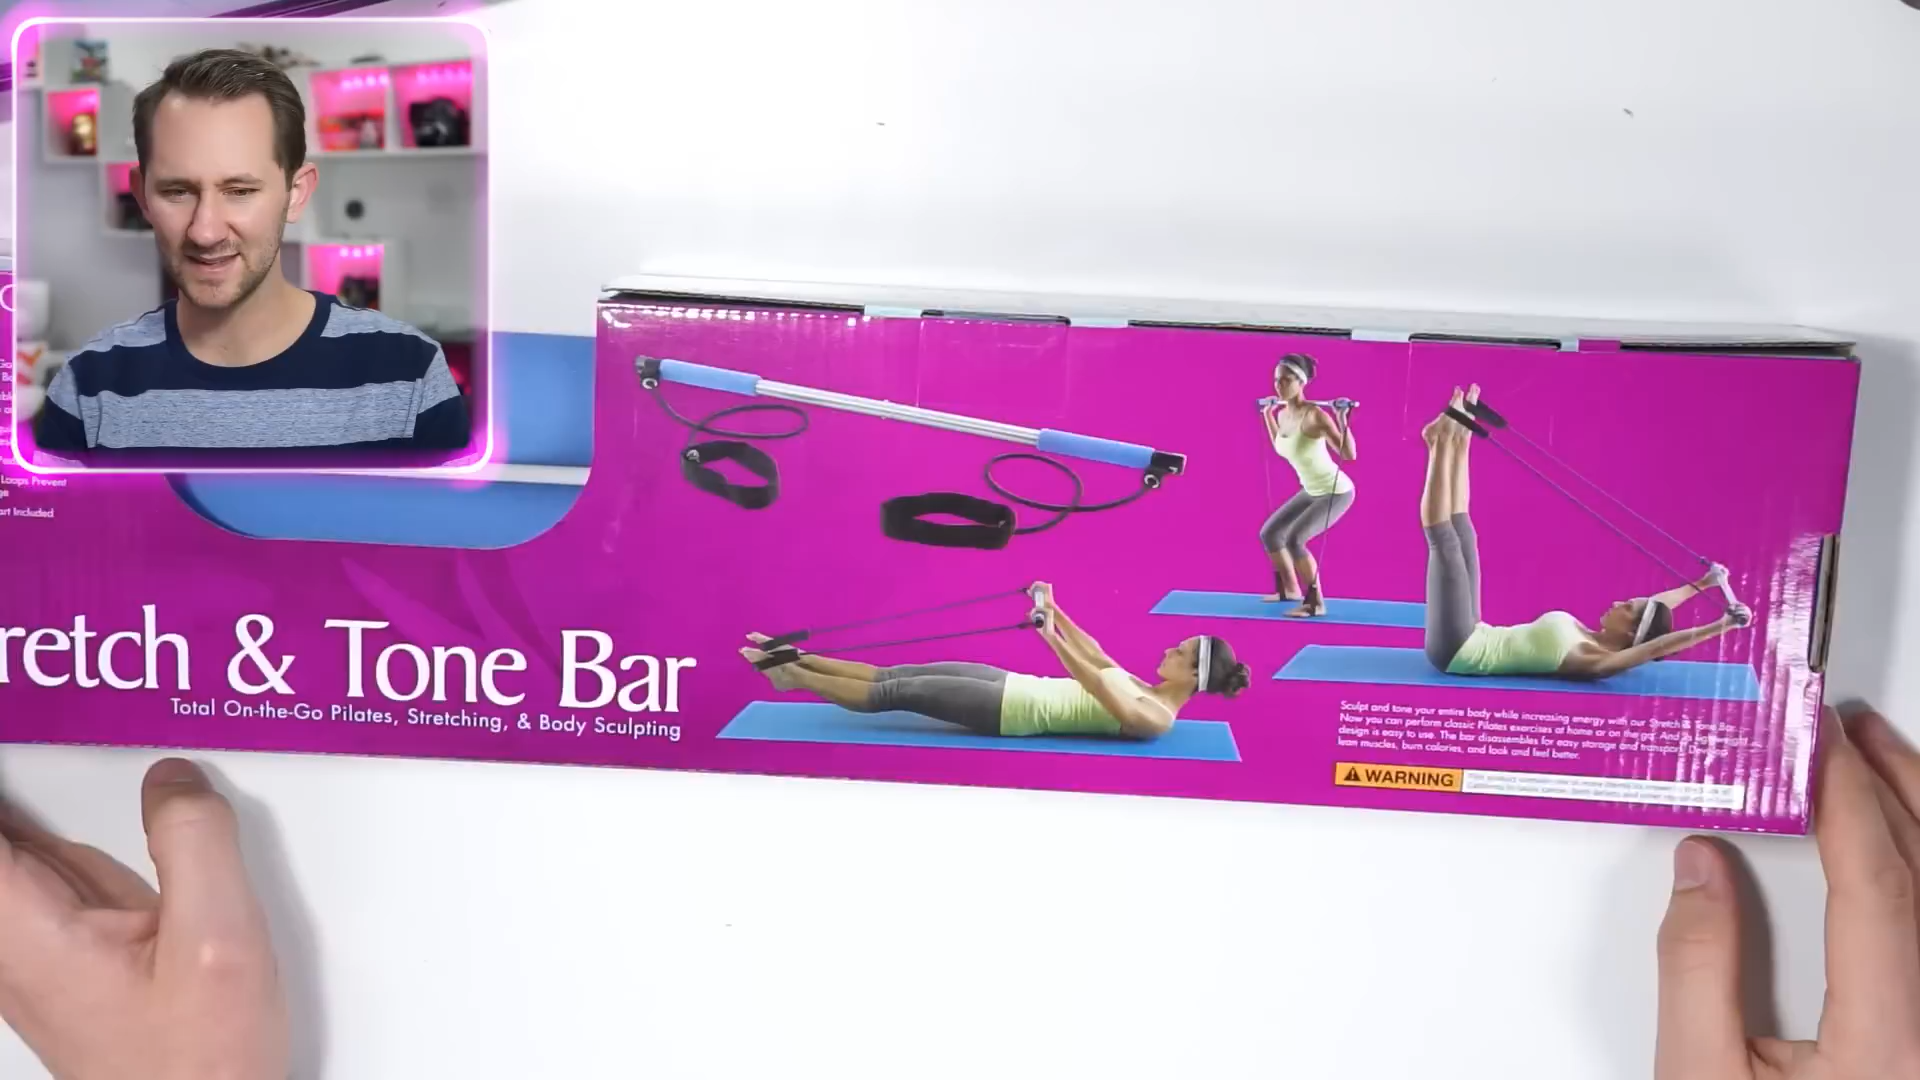 Loops Prevent
art Included
retch & Tone Bar
Total On-the-Go Pilates, Stretching, & Body Sculpting
Sculpt and tone your entire body while increasing energy with our Stretch & Tone Bar.
Now you can perform classic Pilates exercises at home or on the go. And its lightweight
design is easy to use. The bar disassembles for easy storage and transport. Develop
lean muscles, burn calories, and look and feel better.
WARNING